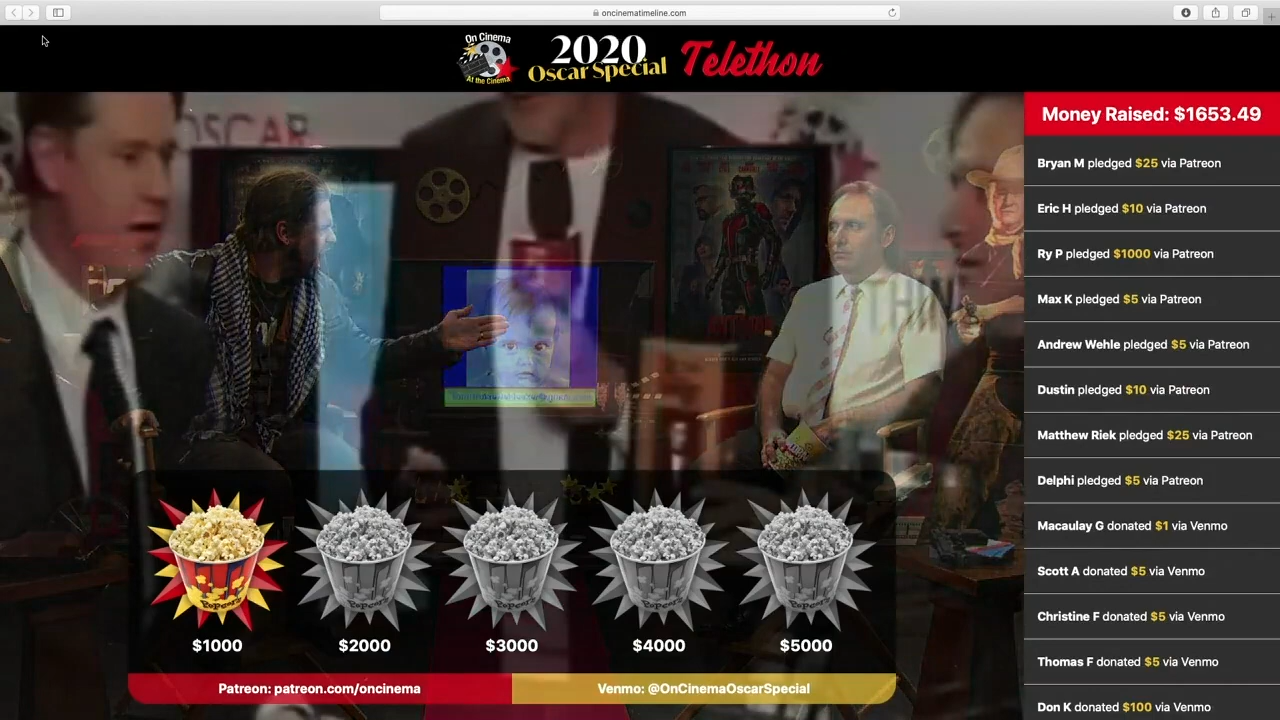 oncinematimeline.com
On Cinema
At the Cinema
2020
Oscar Special
Telethon
Money Raised: $1653.49
Bryan M pledged $25 via Patreon
Eric H pledged $10 via Patreon
Ry P pledged $1000 via Patreon
Max K pledged $5 via Patreon
Andrew Wehle pledged $5 via Patreon
Dustin pledged $10 via Patreon
Matthew Riek pledged $25 via Patreon
Delphi pledged $5 via Patreon
Macaulay G donated $1 via Venmo
Scott A donated $5 via Venmo
Christine F donated $5 via Venmo
Thomas F donated $5 via Venmo
Don K donated $100 via Venmo
OSCAR
$1000
$2000
$3000
$4000
$5000
Patreon: patreon.com/oncinema
Venmo: @OnCinemaOscarSpecial